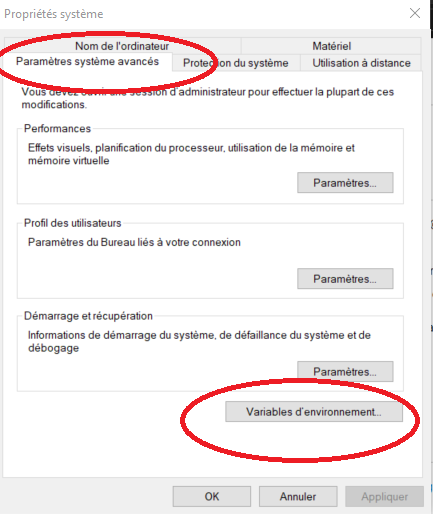 Propriétés système
Nom de l'ordinateur
Matériel
Paramètres système avancés
Protection du système
Utilisation à distance
Vous devez ouvrir une session d'administrateur pour effectuer la plupart de ces
modifications.
Performances
Effets visuels, planification du processeur, utilisation de la mémoire et
mémoire virtuelle
Paramètres...
Profil des utilisateurs
Paramètres du Bureau liés à votre connexion
Paramètres...
Démarrage et récupération
Informations de démarrage du système, de défaillance du système et de
débogage
Paramètres...
Variables d'environnement...
OK
Annuler
Appliquer